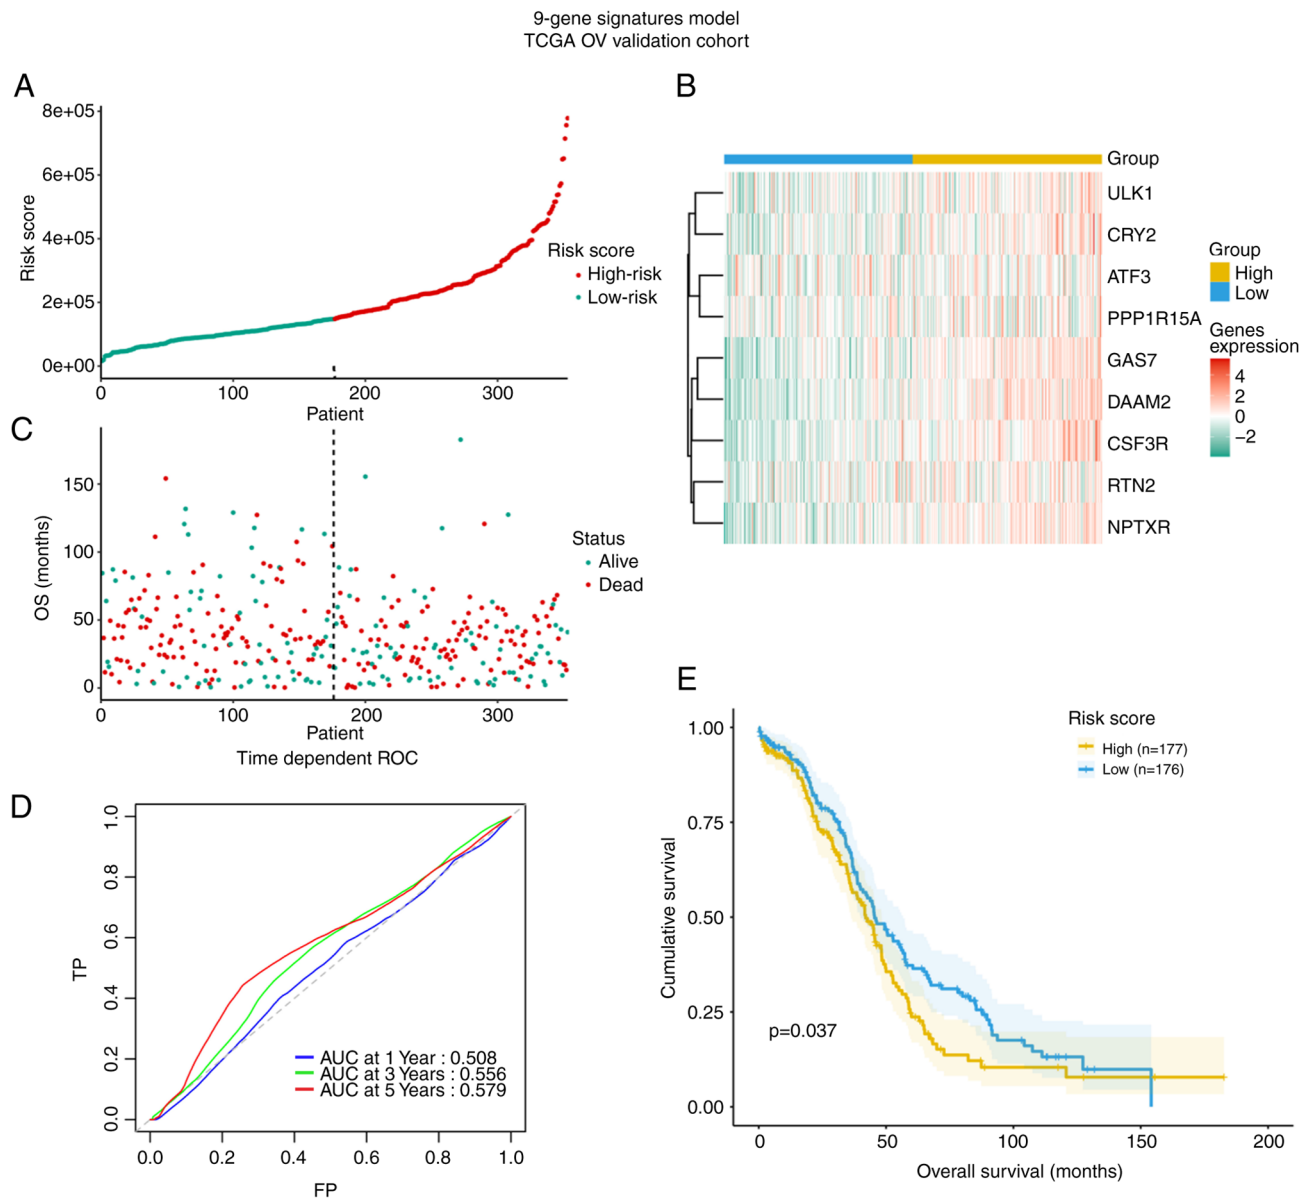 9-gene signatures model
TCGA OV validation cohort
A
8e+05
6e+05
4e+05
2e+05
0e+00
Risk score
0
100
200
300
Patient
Risk score
High-risk
Low-risk
B
Group
ULK1
CRY2
ATF3
PPP1R15A
GAS7
DAAM2
CSF3R
RTN2
NPTXR
Group
High
Low
Genes
expression
4
2
0
−2
C
150
100
50
0
OS (months)
0
100
200
300
Patient
Status
Alive
Dead
D
Time dependent ROC
1.0
0.8
0.6
0.4
0.2
0.0
TP
AUC at 1 Year : 0.508
AUC at 3 Years : 0.556
AUC at 5 Years : 0.579
0.0
0.2
0.4
0.6
0.8
1.0
FP
E
1.00
0.75
0.50
0.25
0.00
Cumulative survival
Risk score
High (n=177)
Low (n=176)
p=0.037
0
50
100
150
200
Overall survival (months)